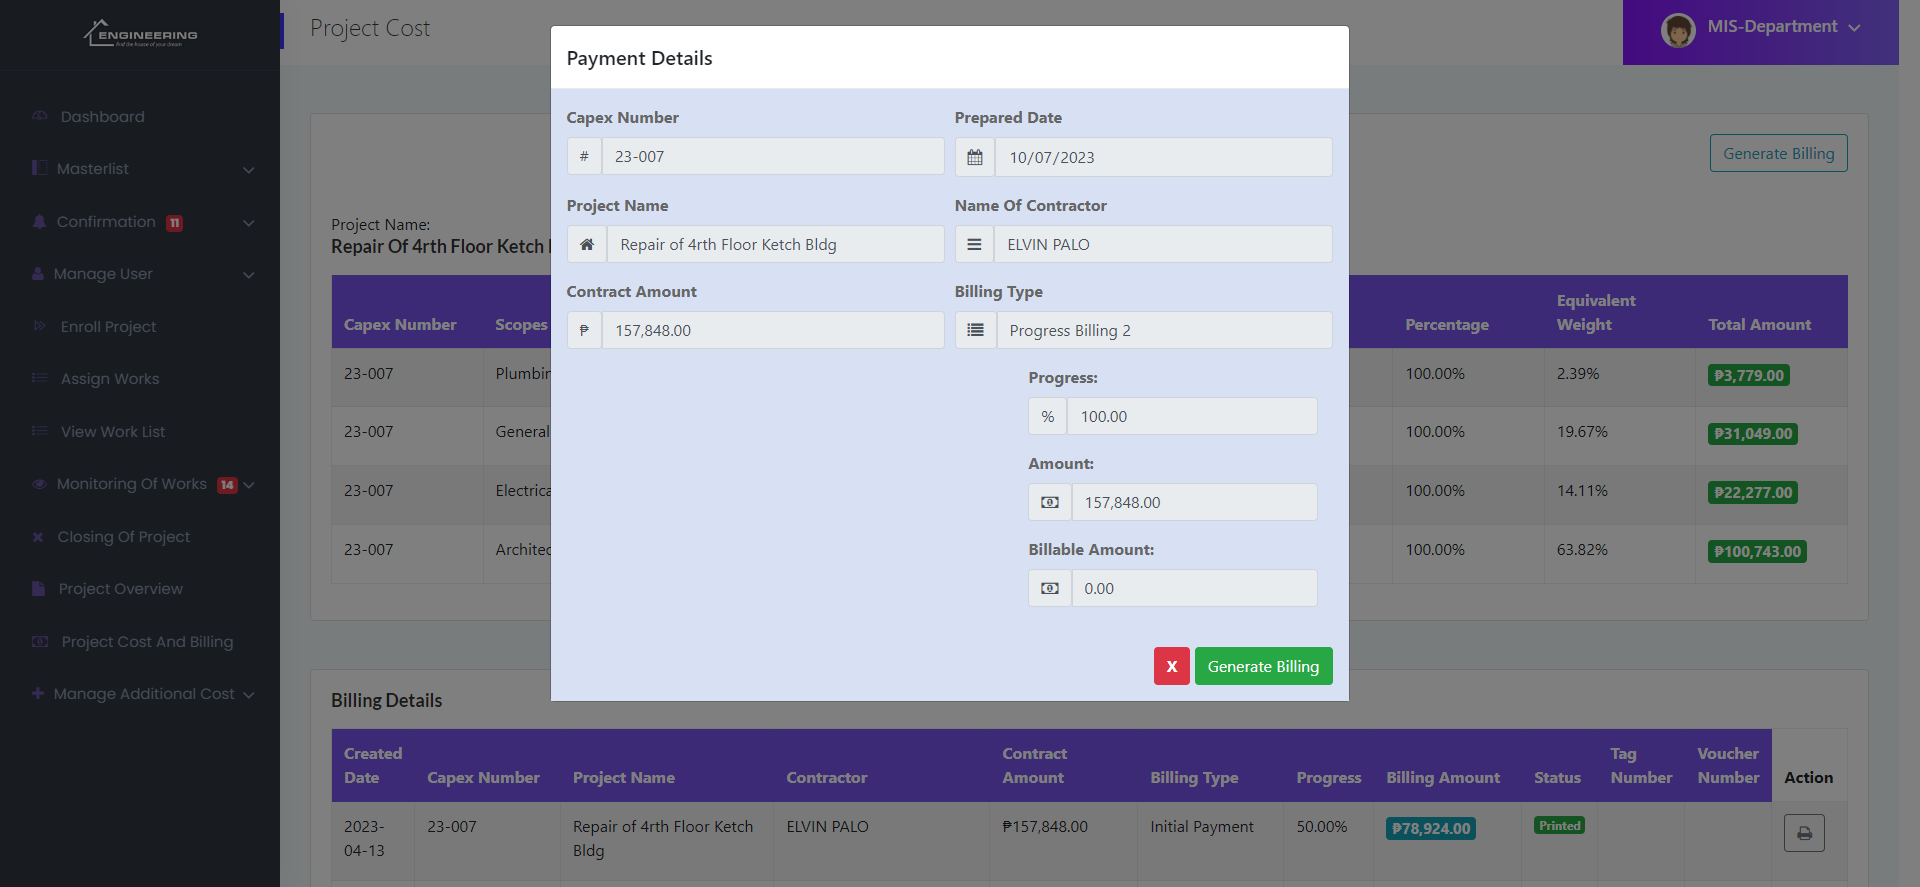 ENGINEERING
find the house of your dream
Project Cost
MIS-Department
Dashboard
Masterlist
Confirmation 11
Manage User
Enroll Project
Assign Works
View Work List
Monitoring Of Works 14
Closing Of Project
Project Overview
Project Cost And Billing
Manage Additional Cost
Generate Billing
Project Name:
Repair Of 4rth Floor Ketch
Capex Number Scopes Percentage Equivalent Weight Total Amount
23-007 Plumbin 100.00% 2.39% ₱3,779.00
23-007 General 100.00% 19.67% ₱31,049.00
23-007 Electrica 100.00% 14.11% ₱22,277.00
23-007 Architec 100.00% 63.82% ₱100,743.00
Payment Details
Capex Number Prepared Date
# 23-007 10/07/2023
Project Name Name Of Contractor
Repair of 4rth Floor Ketch Bldg ELVIN PALO
Contract Amount Billing Type
₱ 157,848.00 Progress Billing 2
Progress:
% 100.00
Amount:
157,848.00
Billable Amount:
0.00
X Generate Billing
Billing Details
Created Date Capex Number Project Name Contractor Contract Amount Billing Type Progress Billing Amount Status Tag Number Voucher Number Action
2023-04-13 23-007 Repair of 4rth Floor Ketch Bldg ELVIN PALO ₱157,848.00 Initial Payment 50.00% ₱78,924.00 Printed